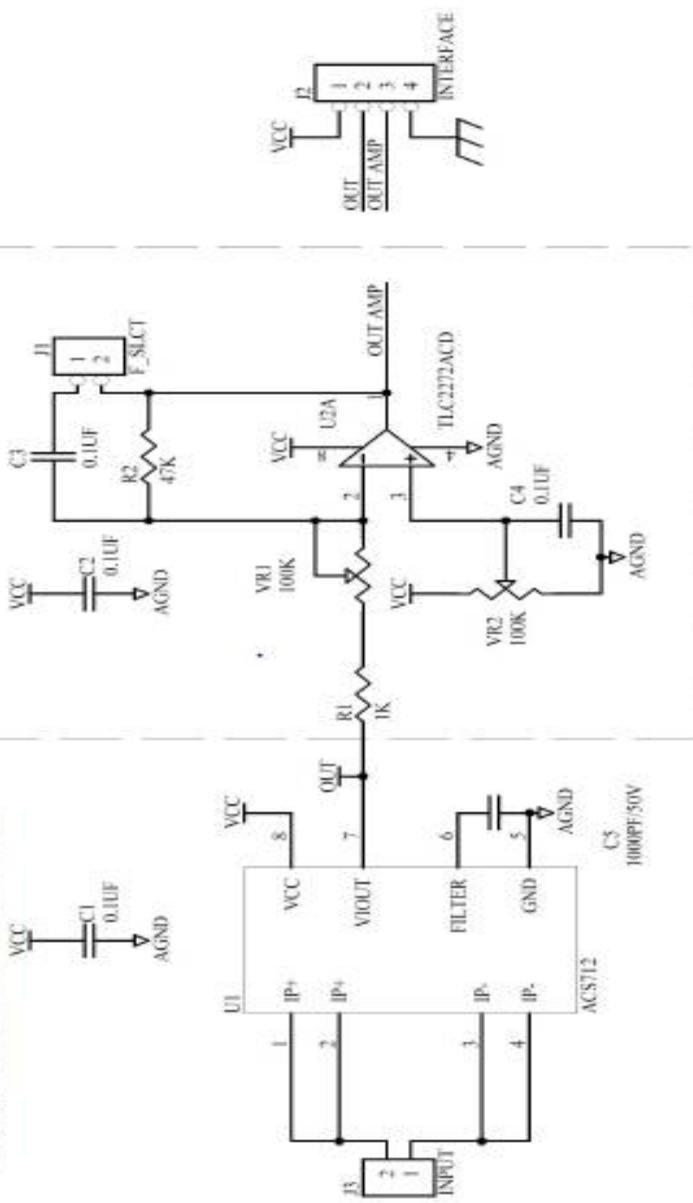 VCC
C1
0.1UF
AGND
U1
J3
2
1
INPUT
1
2
3
4
IP+
IP+
IP-
IP-
VCC
VIOUT
FILTER
GND
ACS712
8
7
6
5
VCC
OUT
AGND
C5
1000PF/50V
VCC
C2
0.1UF
AGND
C3
0.1UF
R2
47K
J1
1
2
F_SLCT
R1
1K
VR1
100K
2
3
VCC
8
U2A
1
OUT AMP
4
TLC2272ACD
AGND
VCC
VR2
100K
C4
0.1UF
AGND
VCC
OUT
OUT AMP
J2
1
2
3
4
INTERFACE